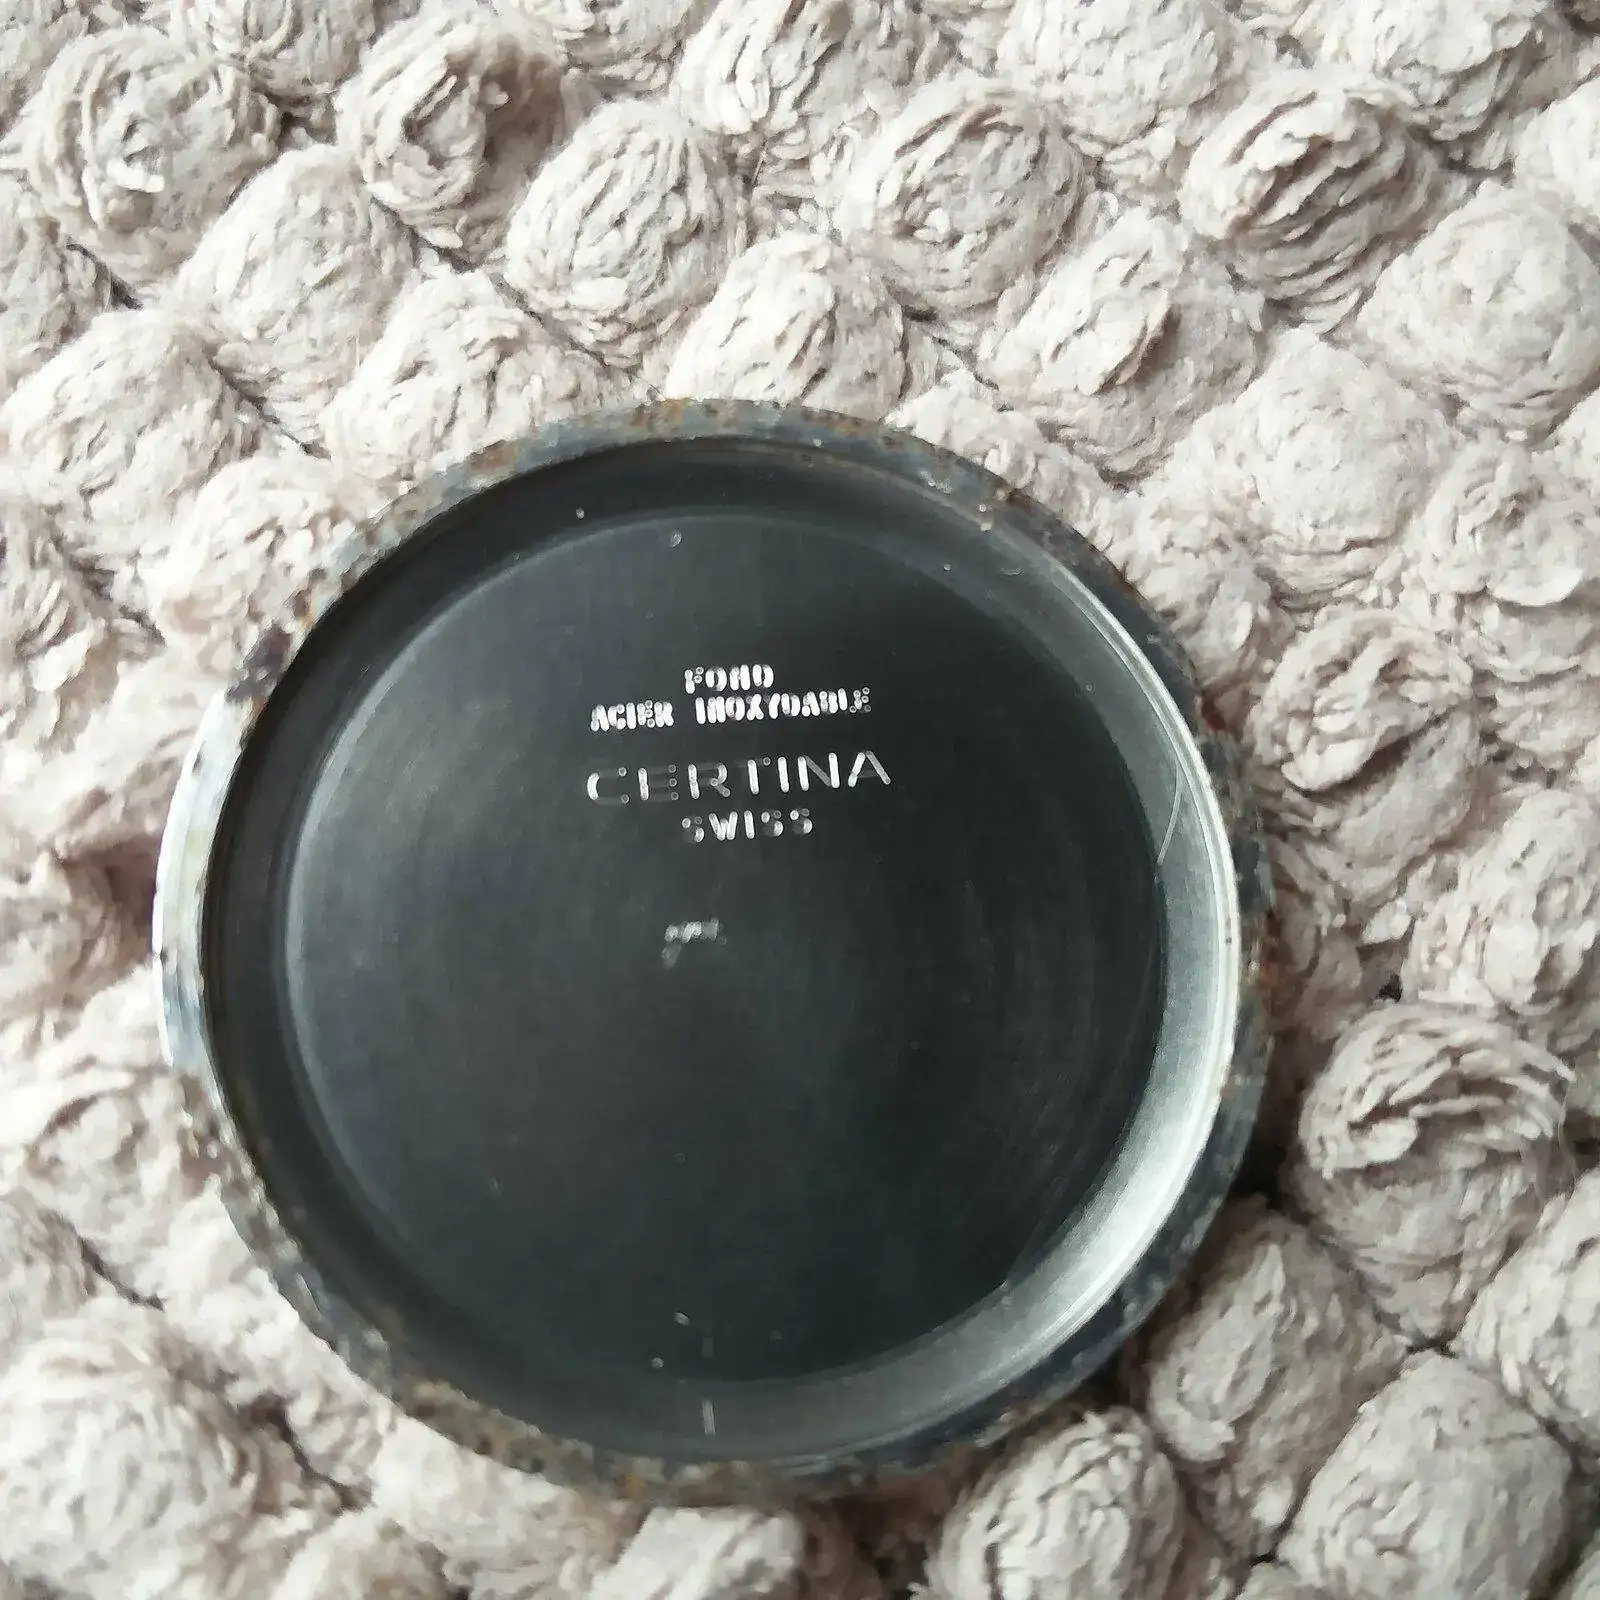 FOND
ACIER INOXYDABLE
CERTINA
SWISS